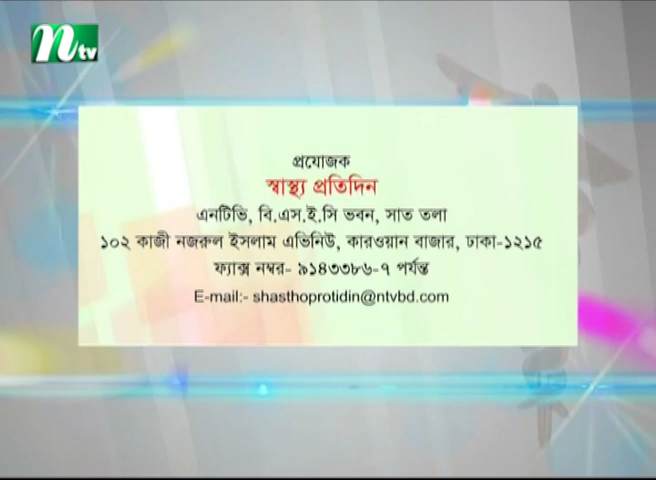 ntv
প্রযোজক
স্বাস্থ্য প্রতিদিন
এনটিভি, বি.এস.ই.সি ভবন, সাত তলা
১০২ কাজী নজরুল ইসলাম এভিনিউ, কারওয়ান বাজার, ঢাকা-১২১৫
ফ্যাক্স নম্বর- ৯১৪৩৩৮৬-৭ পর্যন্ত
E-mail:- shasthoprotidin@ntvbd.com